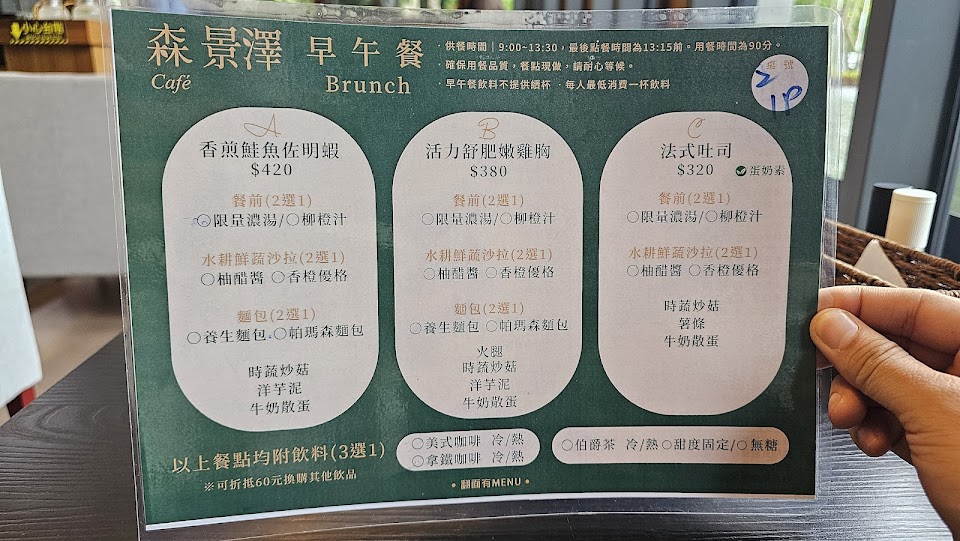 小心台階
森景澤 早午餐
Café Brunch
·供餐時間｜9:00~13:30，最後點餐時間為13:15前。用餐時間為90分。
·確保用餐品質，餐點現做，請耐心等候。
·早午餐飲料不提供續杯 · 每人最低消費一杯飲料
桌號
2
1P
A
香煎鮭魚佐明蝦
$420
餐前(2選1)
○限量濃湯/○柳橙汁
水耕鮮蔬沙拉(2選1)
○柚醋醬 ○香橙優格
麵包(2選1)
○養生麵包 ○帕瑪森麵包
時蔬炒菇
洋芋泥
牛奶散蛋
B
活力舒肥嫩雞胸
$380
餐前(2選1)
○限量濃湯/○柳橙汁
水耕鮮蔬沙拉(2選1)
○柚醋醬 ○香橙優格
麵包(2選1)
○養生麵包 ○帕瑪森麵包
火腿
時蔬炒菇
洋芋泥
牛奶散蛋
C
法式吐司
$320
蛋奶素
餐前(2選1)
○限量濃湯/○柳橙汁
水耕鮮蔬沙拉(2選1)
○柚醋醬 ○香橙優格
時蔬炒菇
薯條
牛奶散蛋
以上餐點均附飲料(3選1)
※可折抵60元換購其他飲品
○美式咖啡 冷/熱
○拿鐵咖啡 冷/熱
○伯爵茶 冷/熱○甜度固定/○無糖
• 翻面有MENU •